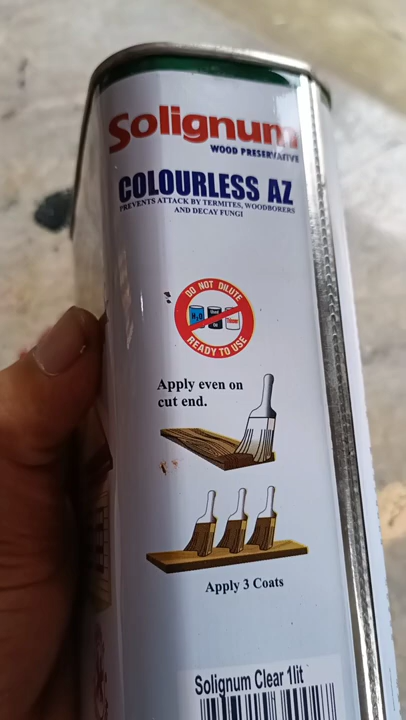 Solignum
WOOD PRESERVATIVE
COLOURLESS AZ
PREVENTS ATTACK BY TERMITES, WOODBORERS
AND DECAY FUNGI
DO NOT DILUTE
H₂O
READY TO USE
Apply even on
cut end.
Apply 3 Coats
Solignum Clear 1lit